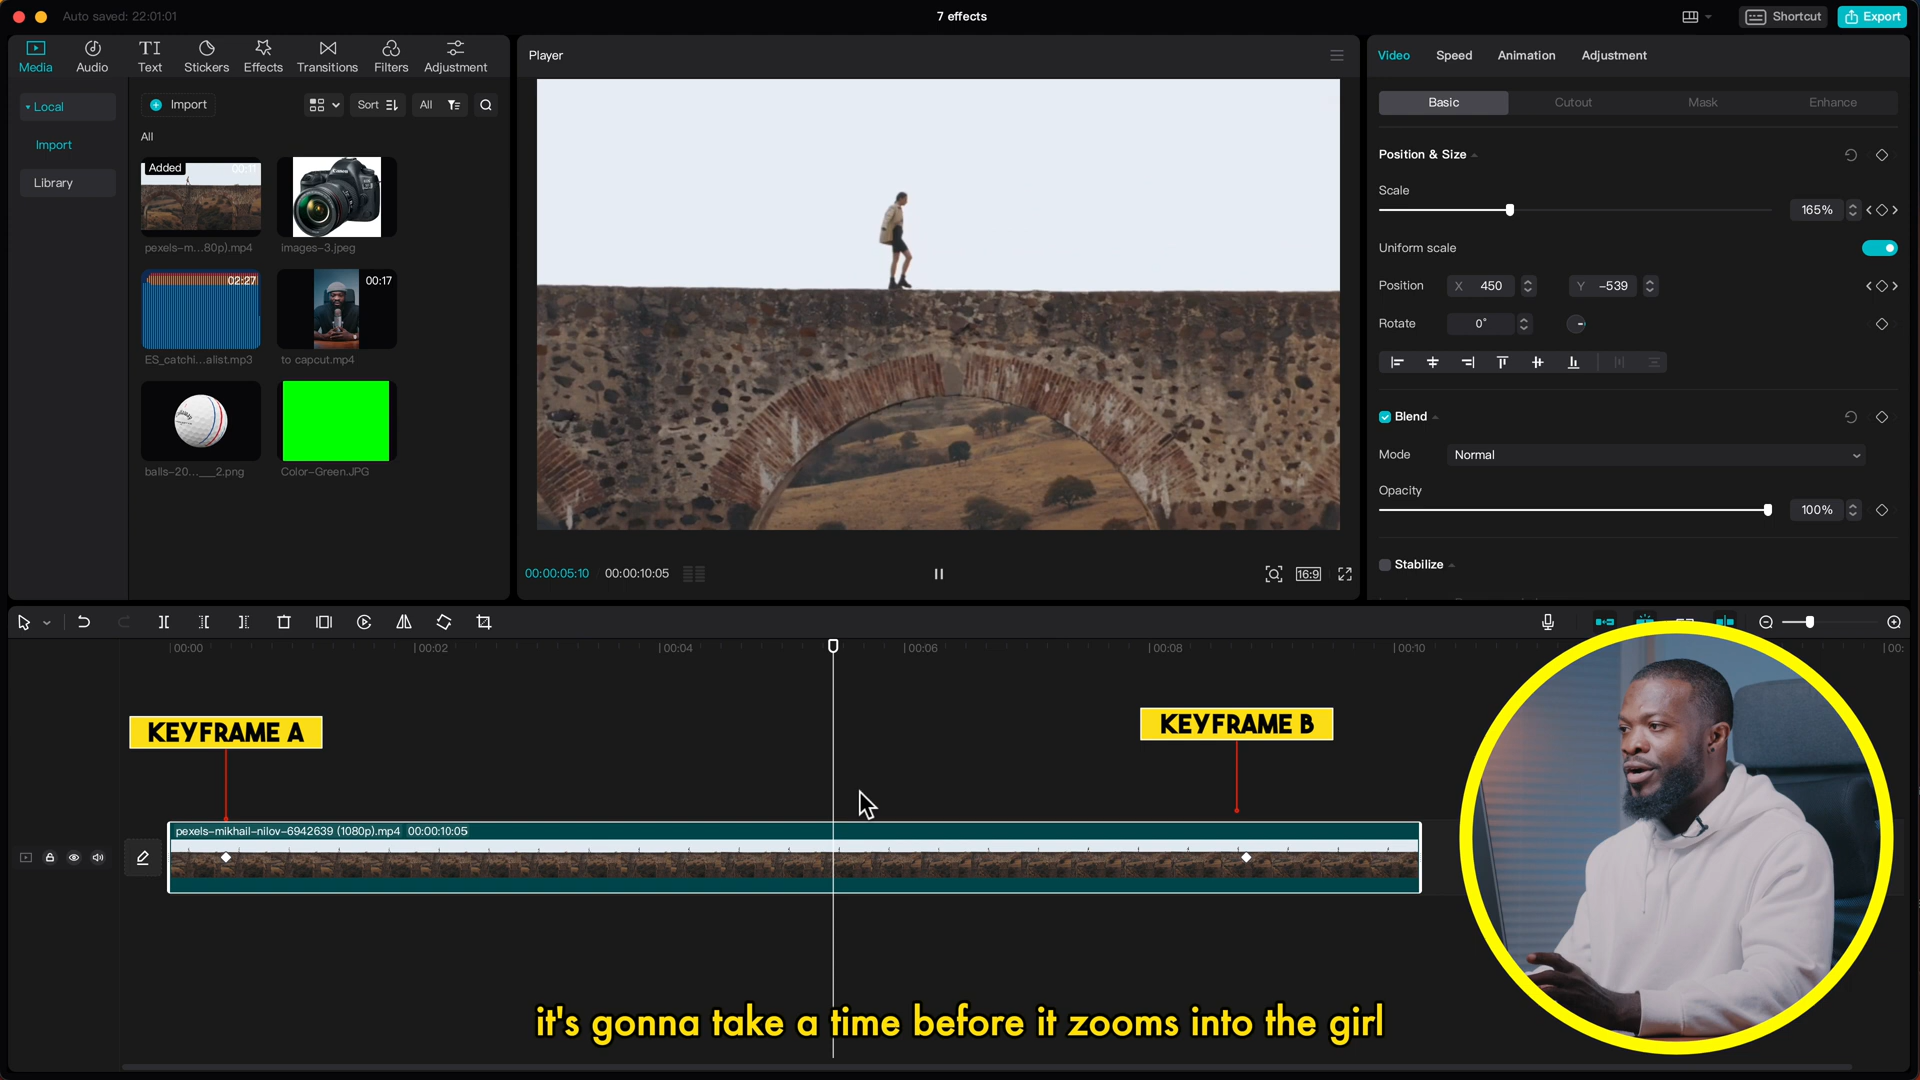 Auto saved: 22:01:01
7 effects
Shortcut
Export
Media
Audio
TI
Text
Stickers
Effects
Transitions
Filters
Adjustment
Player
Video
Speed
Animation
Adjustment
Local
Import
Library
Import
Sort
All
All
Added
pexels-m...80p).mp4
images-3.jpeg
02:27
00:17
ES_catchi...alist.mp3
to capcut.mp4
balls-20...___2.png
Color-Green.JPG
00:00:05:10
00:00:10:05
16:9
Basic
Cutout
Mask
Enhance
Position & Size
Scale
165%
Uniform scale
Position
X 450
Y -539
Rotate
0°
Blend
Mode
Normal
Opacity
100%
Stabilize
00:00
00:02
00:04
00:06
00:08
00:10
00:
KEYFRAME A
KEYFRAME B
pexels-mikhail-nilov-6942639 (1080p).mp4 00:00:10:05
it's gonna take a time before it zooms into the girl